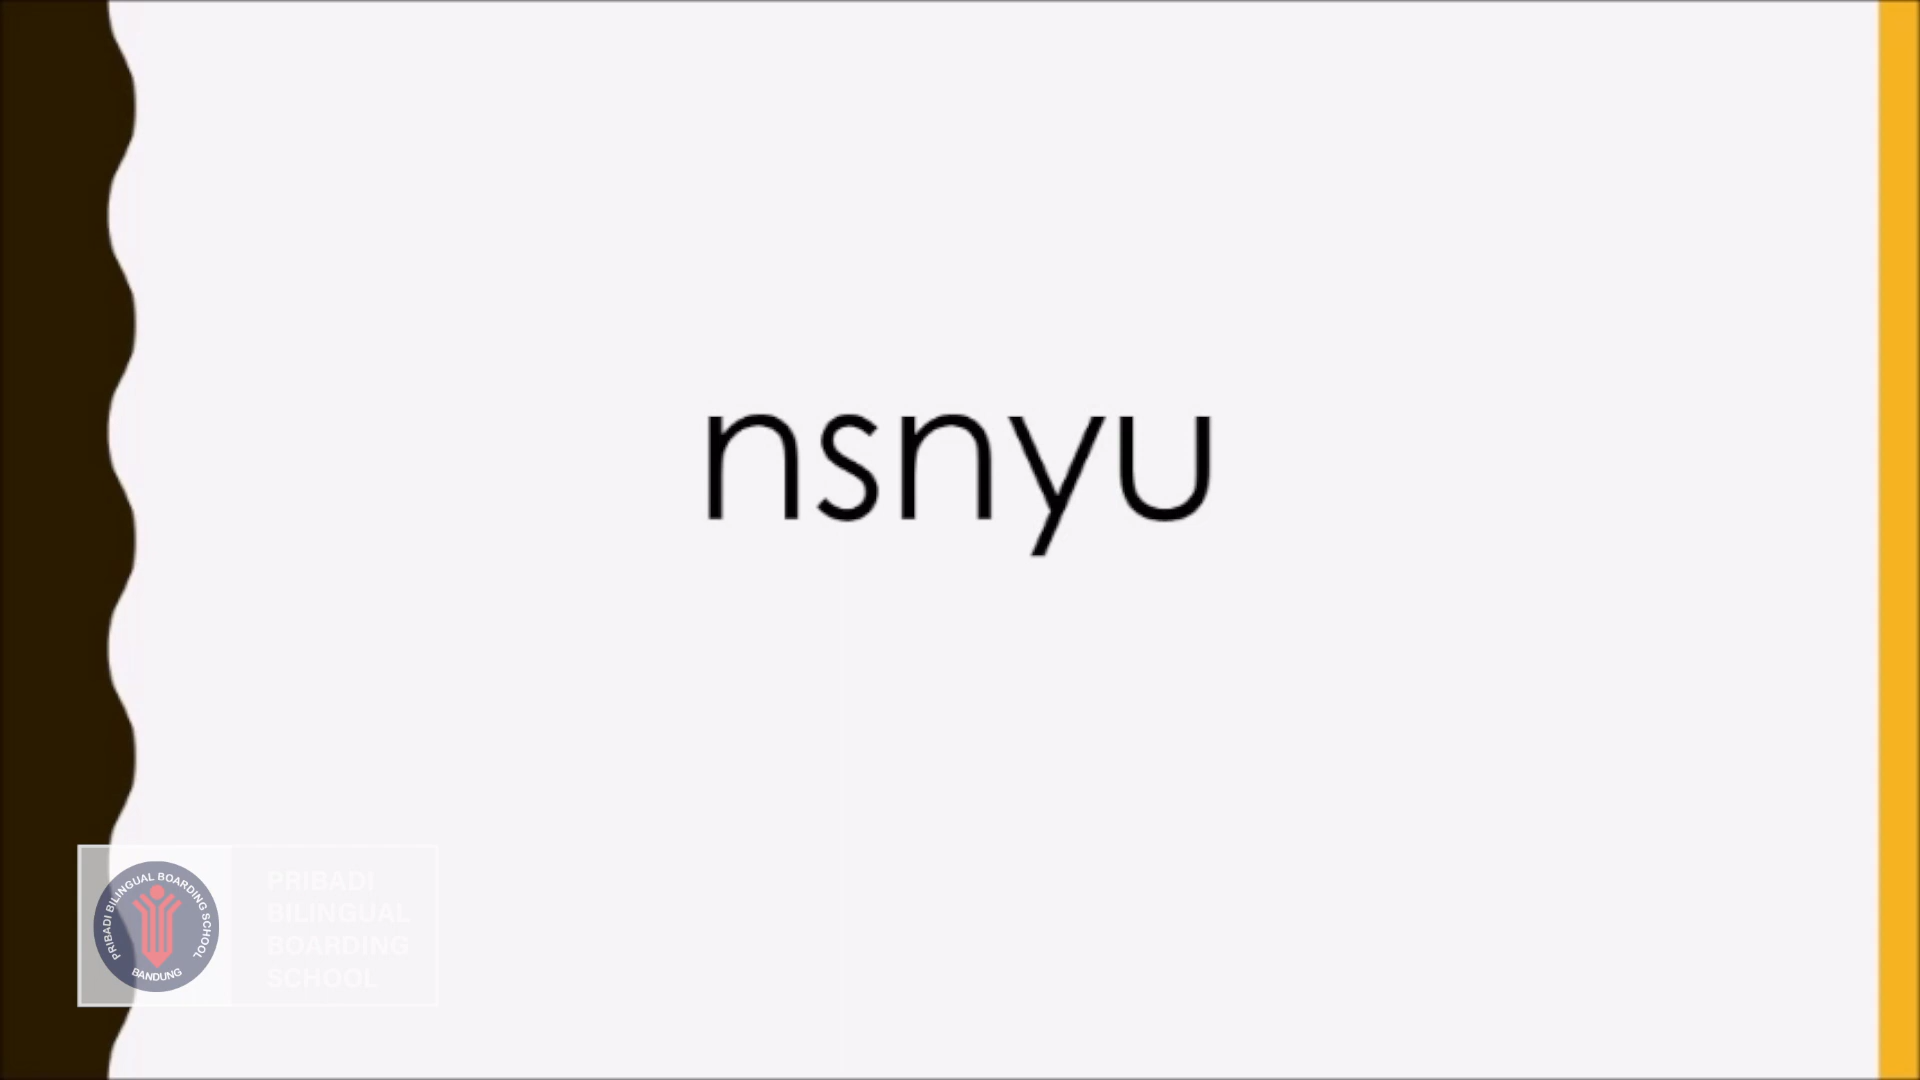 nsnyu
PRIBADI BILINGUAL BOARDING SCHOOL
BANDUNG
PRIBADI
BILINGUAL
BOARDING
SCHOOL